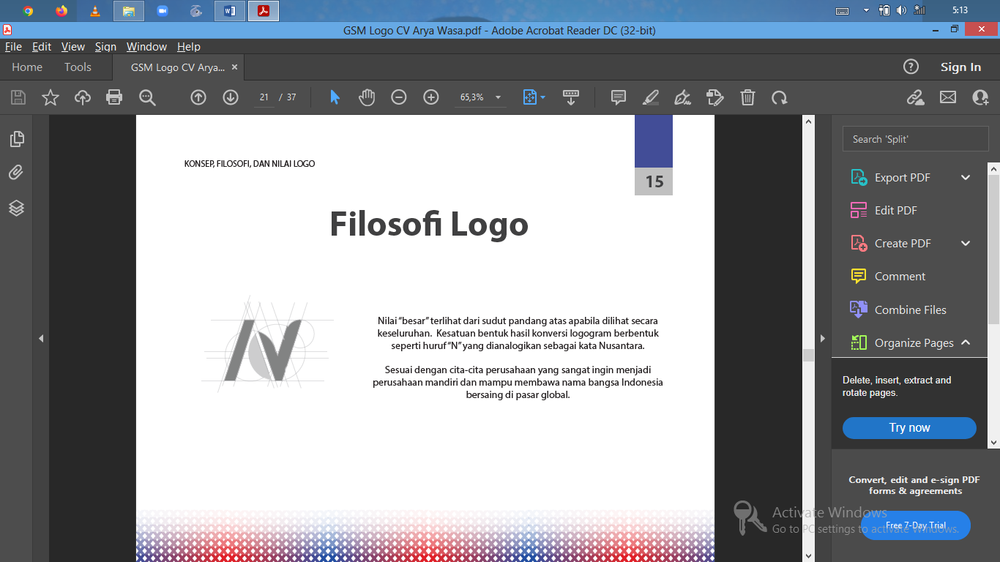 5:13
GSM Logo CV Arya Wasa.pdf - Adobe Acrobat Reader DC (32-bit)
File Edit View Sign Window Help
Home Tools GSM Logo CV Arya... × Sign In
21 / 37 65,3%
KONSEP, FILOSOFI, DAN NILAI LOGO
15
Filosofi Logo
Nilai “besar” terlihat dari sudut pandang atas apabila dilihat secara
keseluruhan. Kesatuan bentuk hasil konversi logogram berbentuk
seperti huruf “N” yang dianalogikan sebagai kata Nusantara.
Sesuai dengan cita-cita perusahaan yang sangat ingin menjadi
perusahaan mandiri dan mampu membawa nama bangsa Indonesia
bersaing di pasar global.
Search 'Split'
Export PDF
Edit PDF
Create PDF
Comment
Combine Files
Organize Pages
Delete, insert, extract and
rotate pages.
Try now
Convert, edit and e-sign PDF
forms & agreements
Free 7-Day Trial
Activate Windows
Go to PC settings to activate Windows.